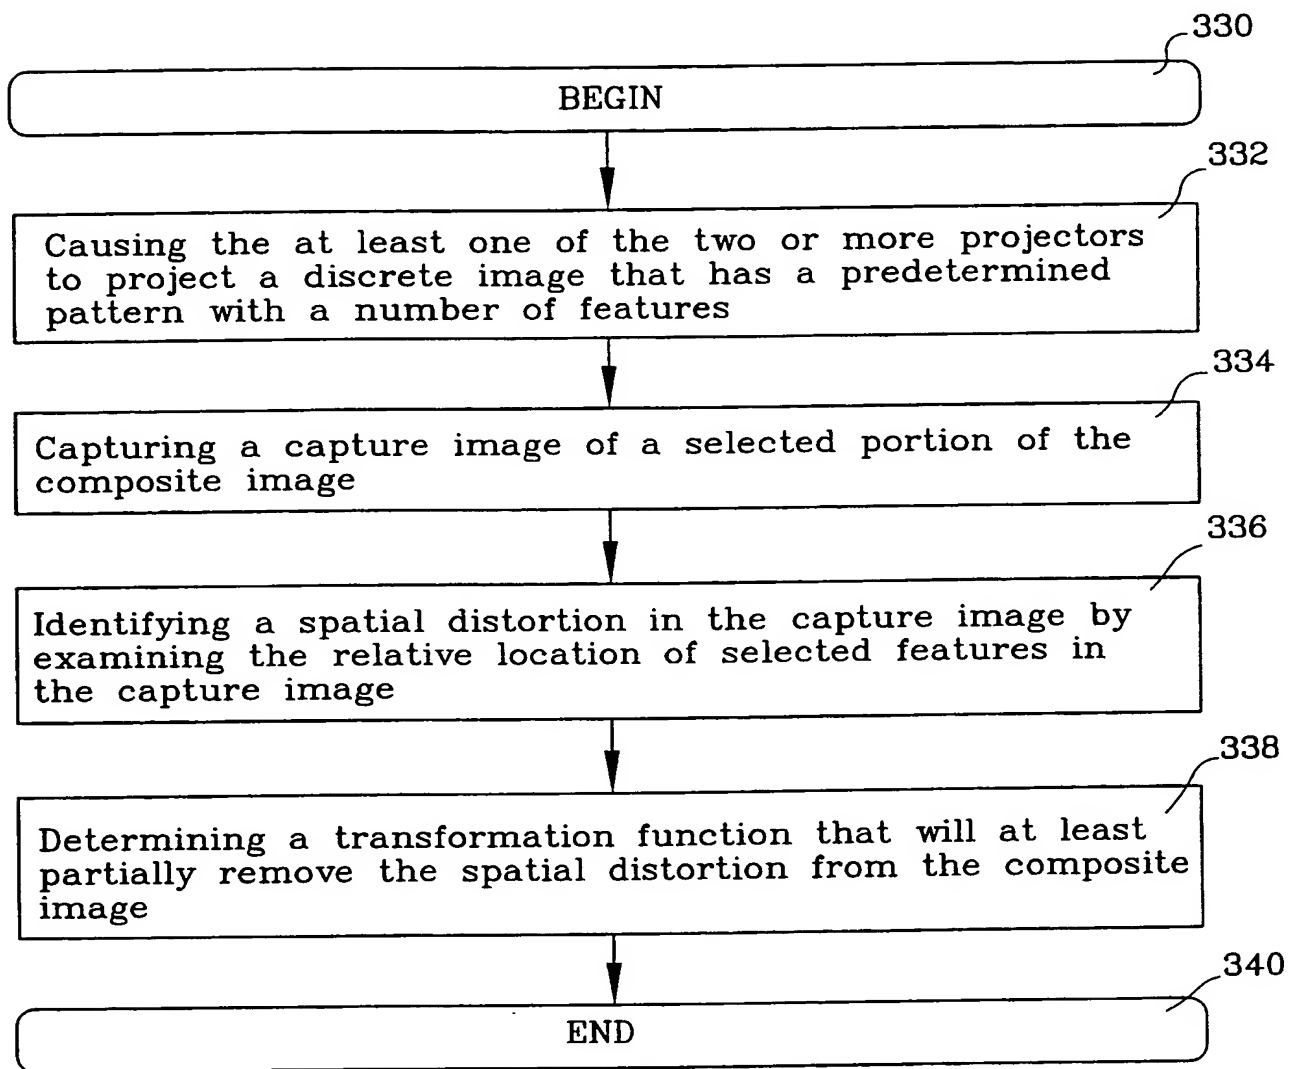 330
BEGIN
332
Causing the at least one of the two or more projectors
to project a discrete image that has a predetermined
pattern with a number of features
334
Capturing a capture image of a selected portion of the
composite image
336
Identifying a spatial distortion in the capture image by
examining the relative location of selected features in
the capture image
338
Determining a transformation function that will at least
partially remove the spatial distortion from the composite
image
340
END